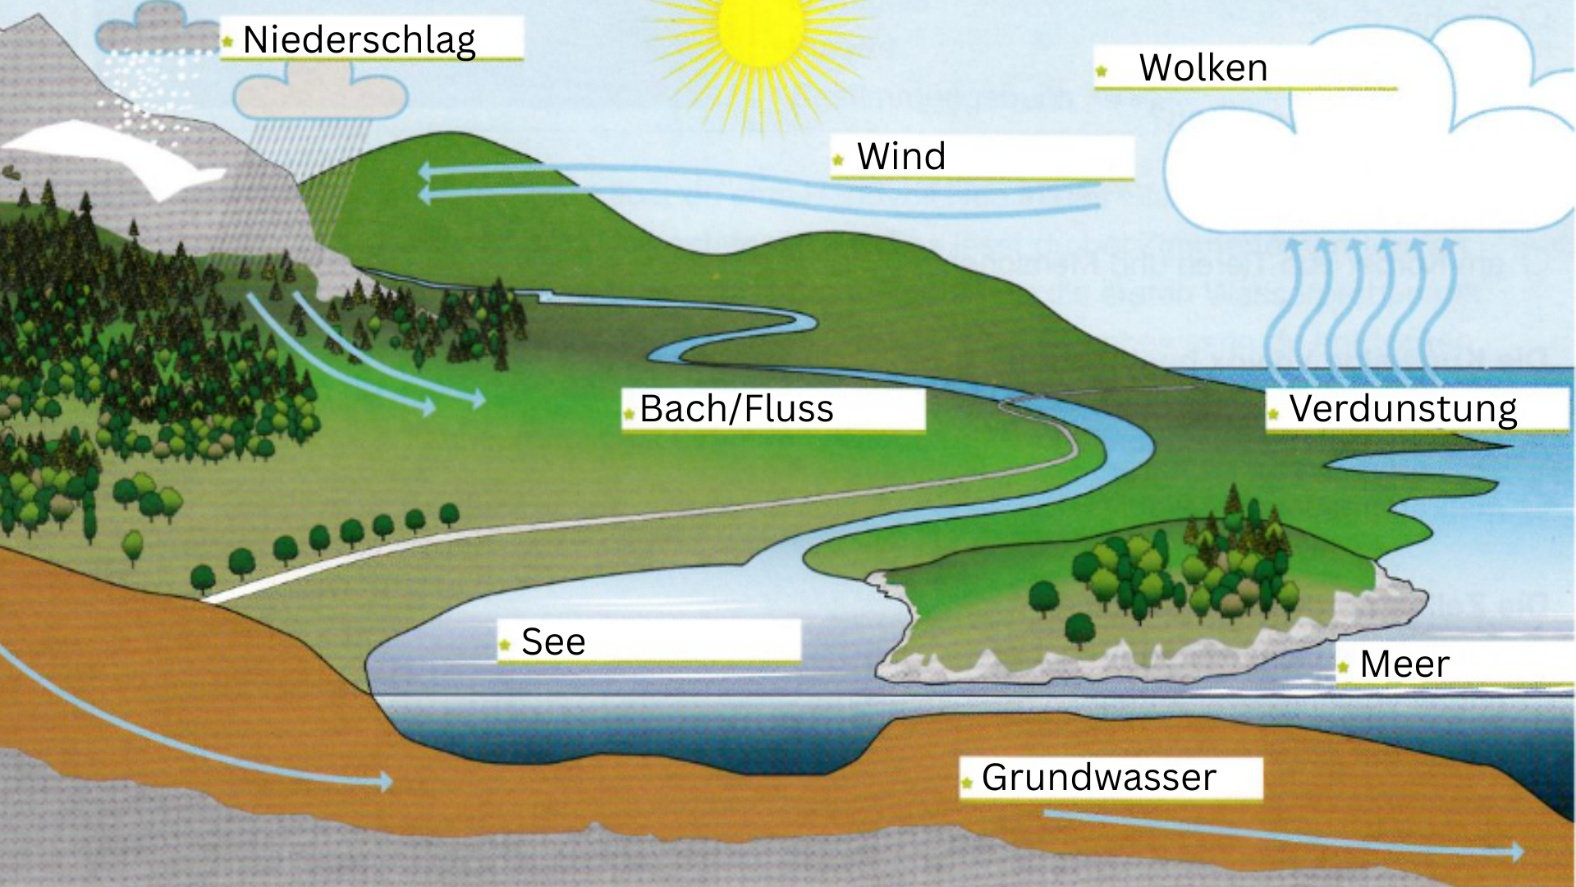 Niederschlag
Wolken
Wind
Bach/Fluss
Verdunstung
See
Meer
Grundwasser